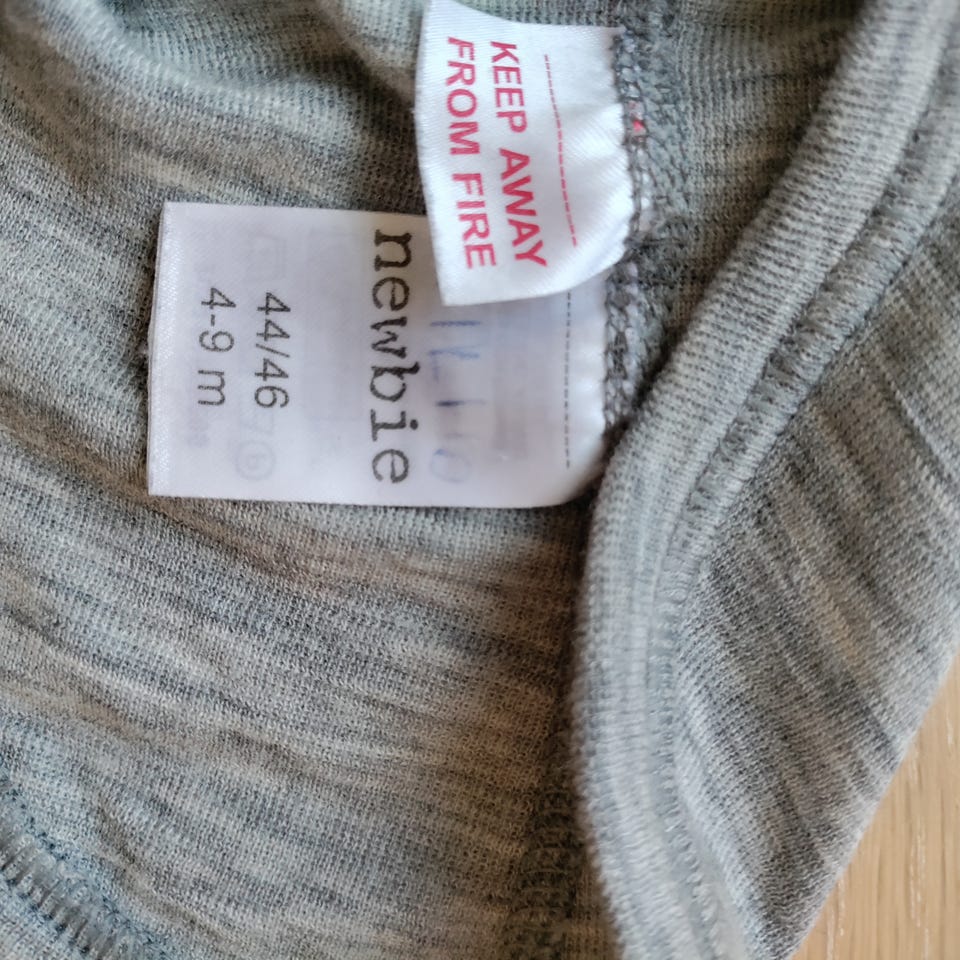 KEEP AWAY
FROM FIRE
newbie
44/46
4-9 m